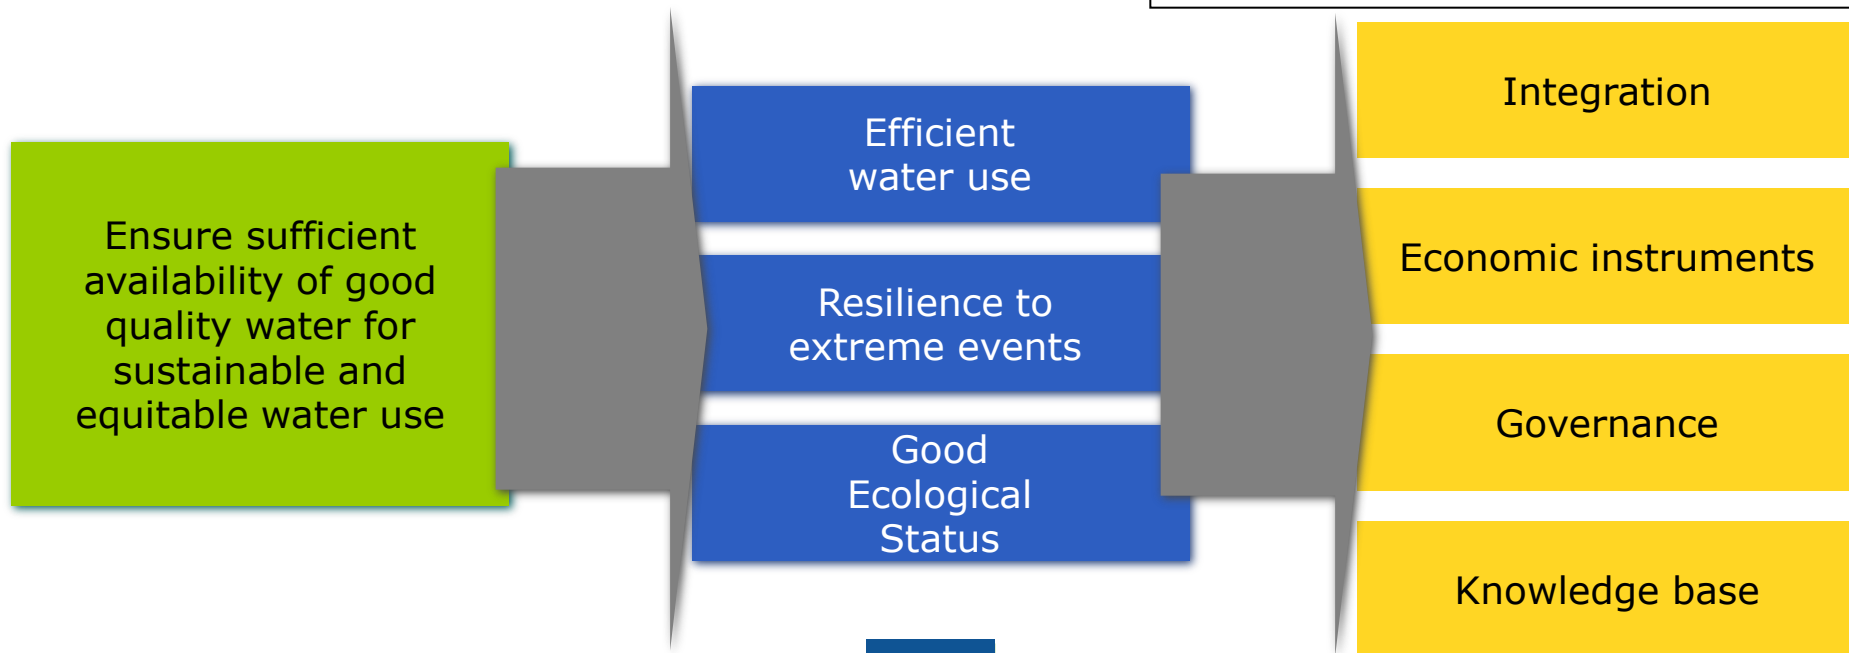 Ensure sufficient
availability of good
quality water for
sustainable and
equitable water use
Efficient
water use
Resilience to
extreme events
Good
Ecological
Status
Integration
Economic instruments
Governance
Knowledge base